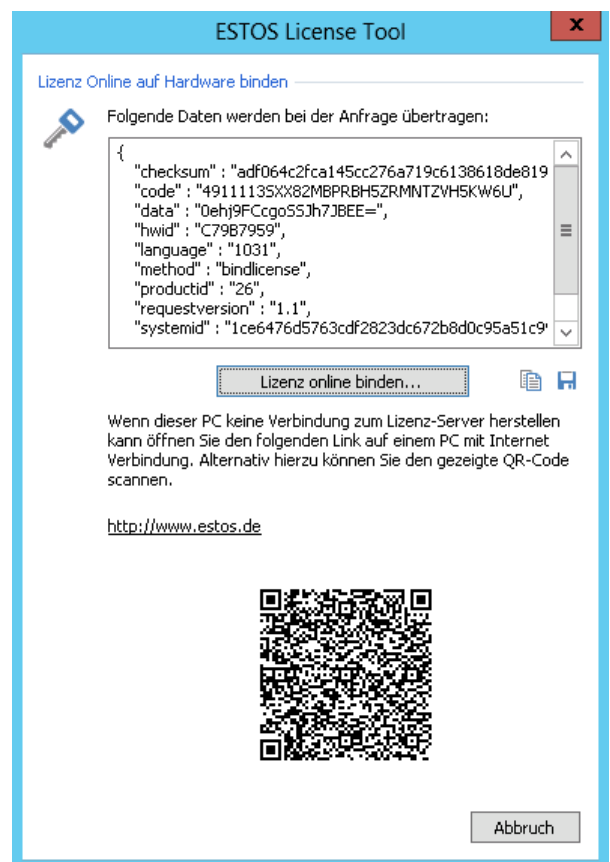 ESTOS License Tool
x
Lizenz Online auf Hardware binden
Folgende Daten werden bei der Anfrage übertragen:
{
"checksum" : "adf064c2fca145cc276a719c6138618de819
"code" : "4911113SXX82MBPRBH5ZRMNTZVH5KW6U",
"data" : "0ehj9FCcgoS5Jh7JBEE=",
"hwid" : "C79B7959",
"language" : "1031",
"method" : "bindlicense",
"productid" : "26",
"requestversion" : "1.1",
"systemid" : "1ce6476d5763cdf2823dc672b8d0c95a51c9
Lizenz online binden...
Wenn dieser PC keine Verbindung zum Lizenz-Server herstellen
kann öffnen Sie den folgenden Link auf einem PC mit Internet
Verbindung. Alternativ hierzu können Sie den gezeigte QR-Code
scannen.
http://www.estos.de
Abbruch